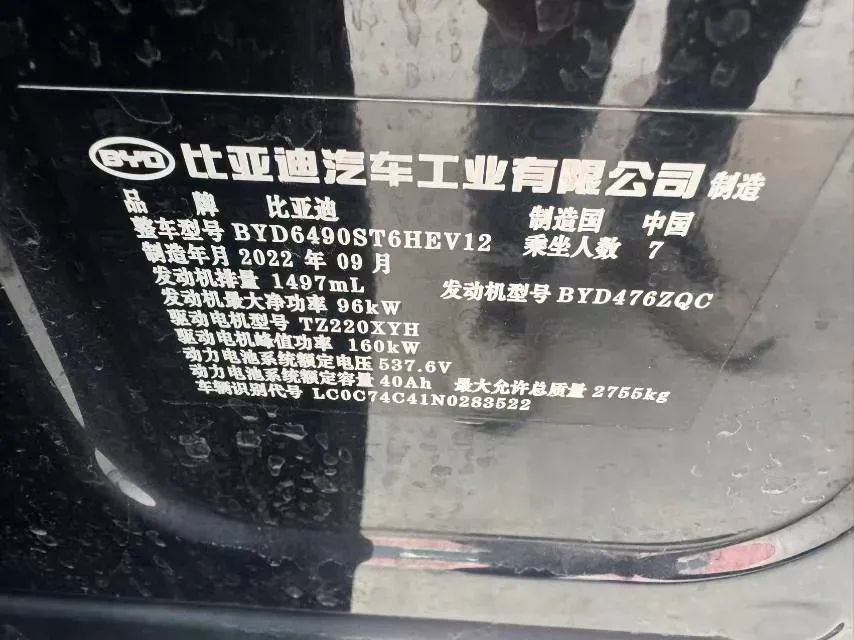 BYD 比亚迪汽车工业有限公司 制造
品 牌 比亚迪 制造国 中国
整车型号 BYD6490ST6HEV12 乘坐人数 7
制造年月 2022 年 09 月
发动机排量 1497mL 发动机型号 BYD476ZQC
发动机最大净功率 96kW
驱动电机型号 TZ220XYH
驱动电机峰值功率 160kW
动力电池系统额定电压 537.6V
动力电池系统额定容量 40Ah 最大允许总质量 2755kg
车辆识别代号 LC0C74C41N0283522